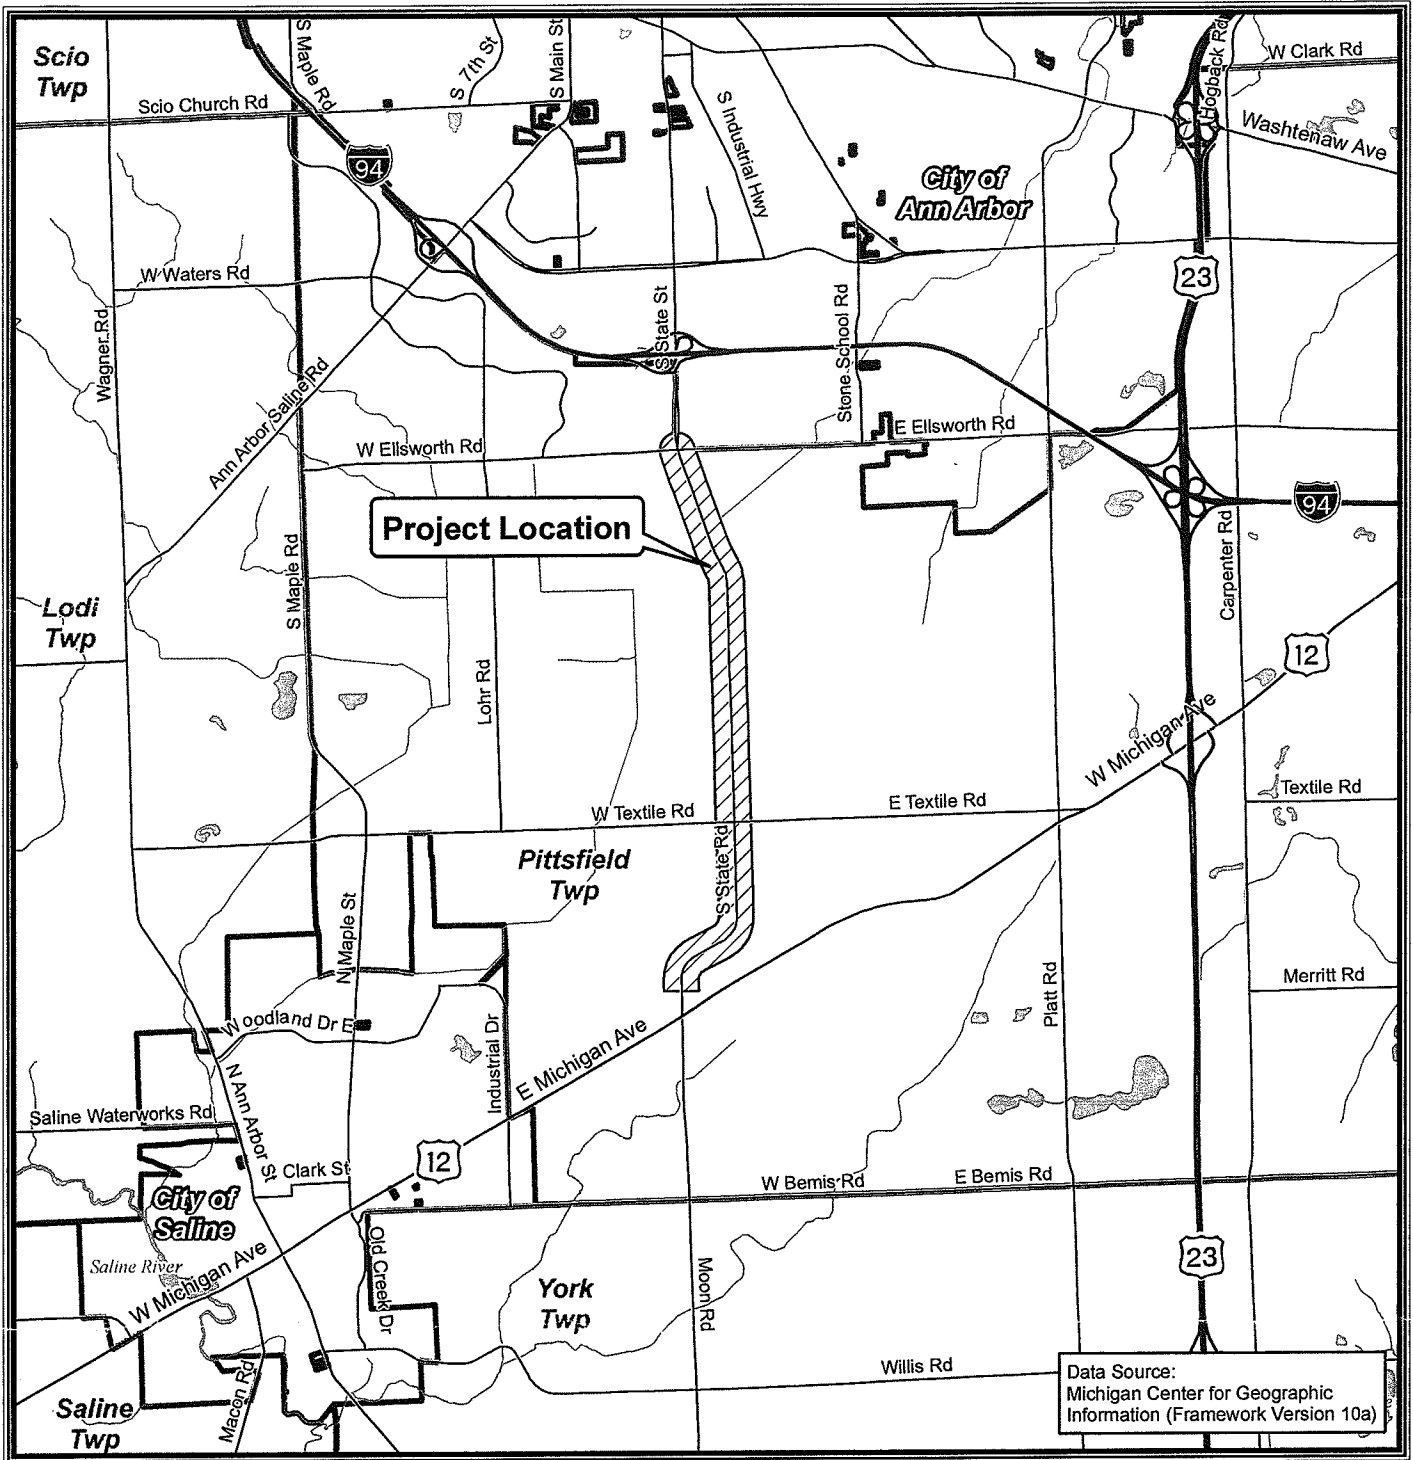 Scio
Twp
S Maple Rd
S 7th St
S Main St
Hogback Rd
W Clark Rd
Scio Church Rd
S Industrial Hwy
Washtenaw Ave
94
City of
Ann Arbor
W Waters Rd
23
Wagner Rd
S State St
Stone School Rd
Ann Arbor Saline Rd
W Ellsworth Rd
E Ellsworth Rd
94
Project Location
S Maple Rd
Carpenter Rd
Lodi
Twp
12
Lohr Rd
W Michigan Ave
W Textile Rd
E Textile Rd
Textile Rd
Pittsfield
Twp
S State Rd
N Maple St
Platt Rd
Merritt Rd
Woodland Dr E
Industrial Dr
E Michigan Ave
N Ann Arbor St
Saline Waterworks Rd
Clark St
12
W Bemis Rd
E Bemis Rd
City of
Saline
Saline River
W Michigan Ave
Old Creek Dr
23
York
Twp
Moon Rd
Macon Rd
Willis Rd
Saline
Twp
Data Source:
Michigan Center for Geographic
Information (Framework Version 10a)